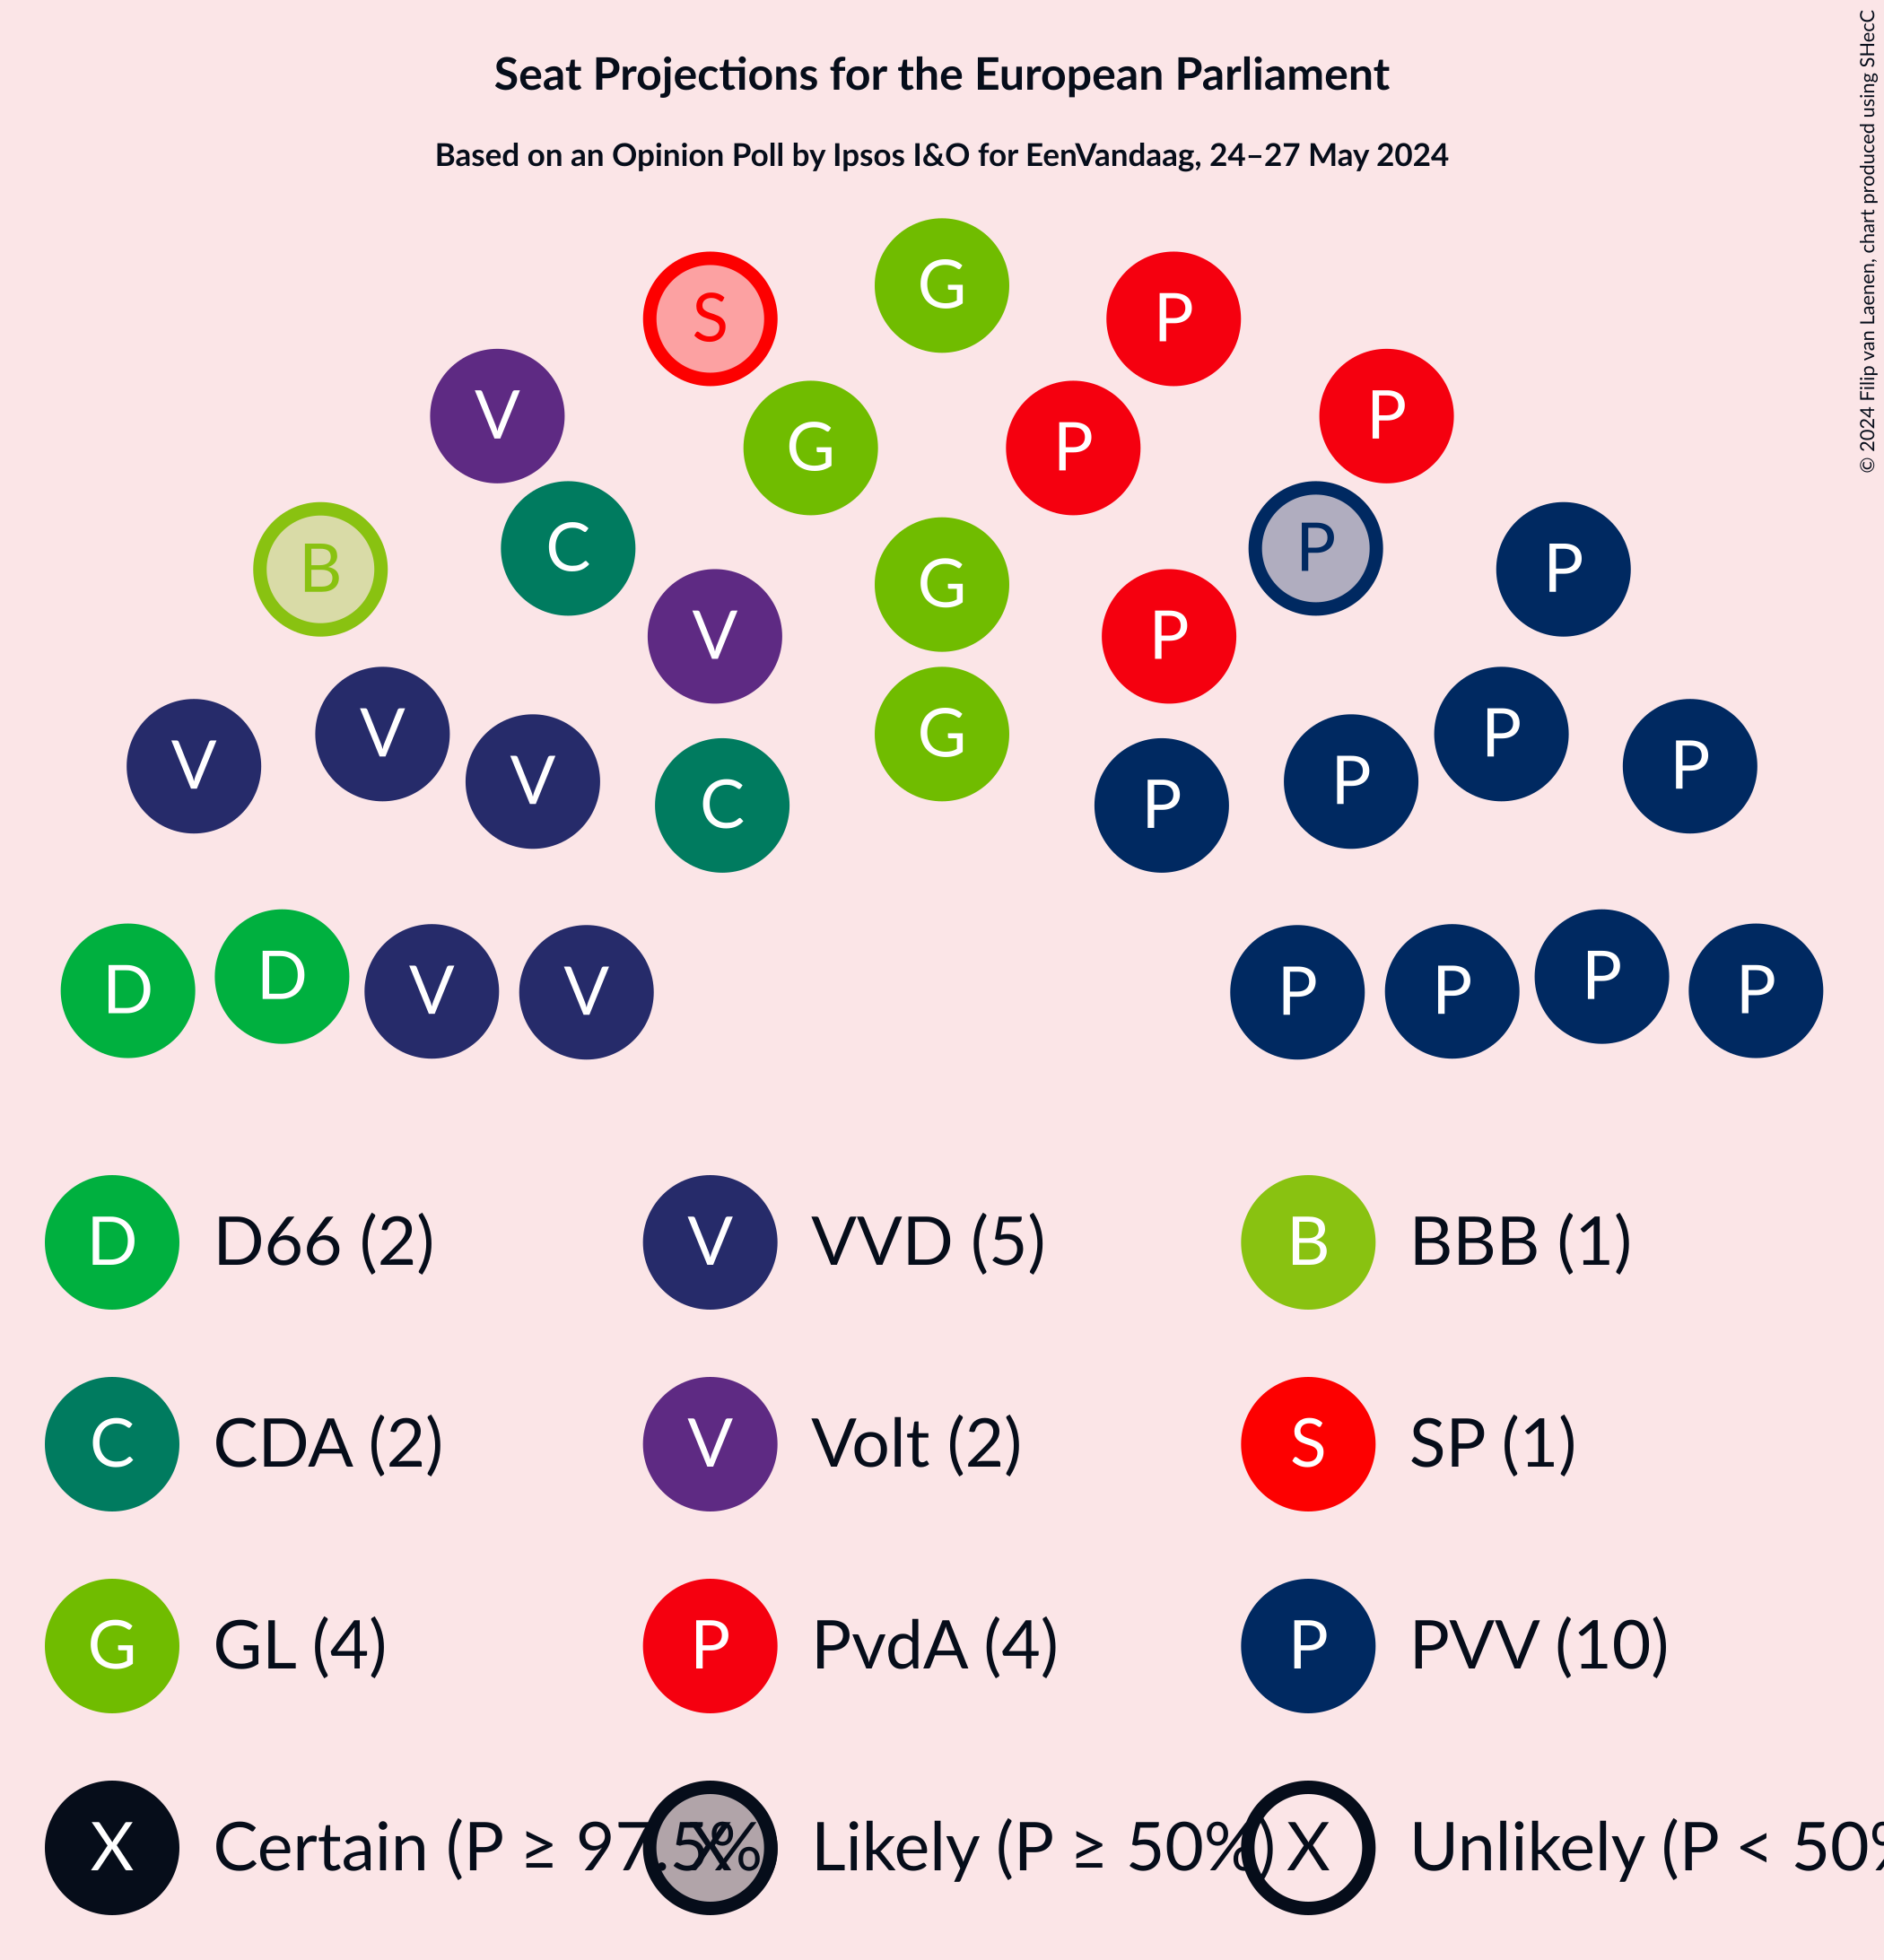 Seat Projections for the European Parliament
Based on an Opinion Poll by Ipsos I&O for EenVandaag, 24–27 May 2024
© 2024 Filip van Laenen, chart produced using SHecC
G
S P
V P
G P
C P
B P
G
V P
G
V P
V P
V P
C P
D P
D P
V P
V P
D D66 (2) V VVD (5) B BBB (1)
C CDA (2) V Volt (2) S SP (1)
G GL (4) P PvdA (4) P PVV (10)
X Certain (P ≥ 97.5% X Likely (P ≥ 50%) X Unlikely (P < 50%